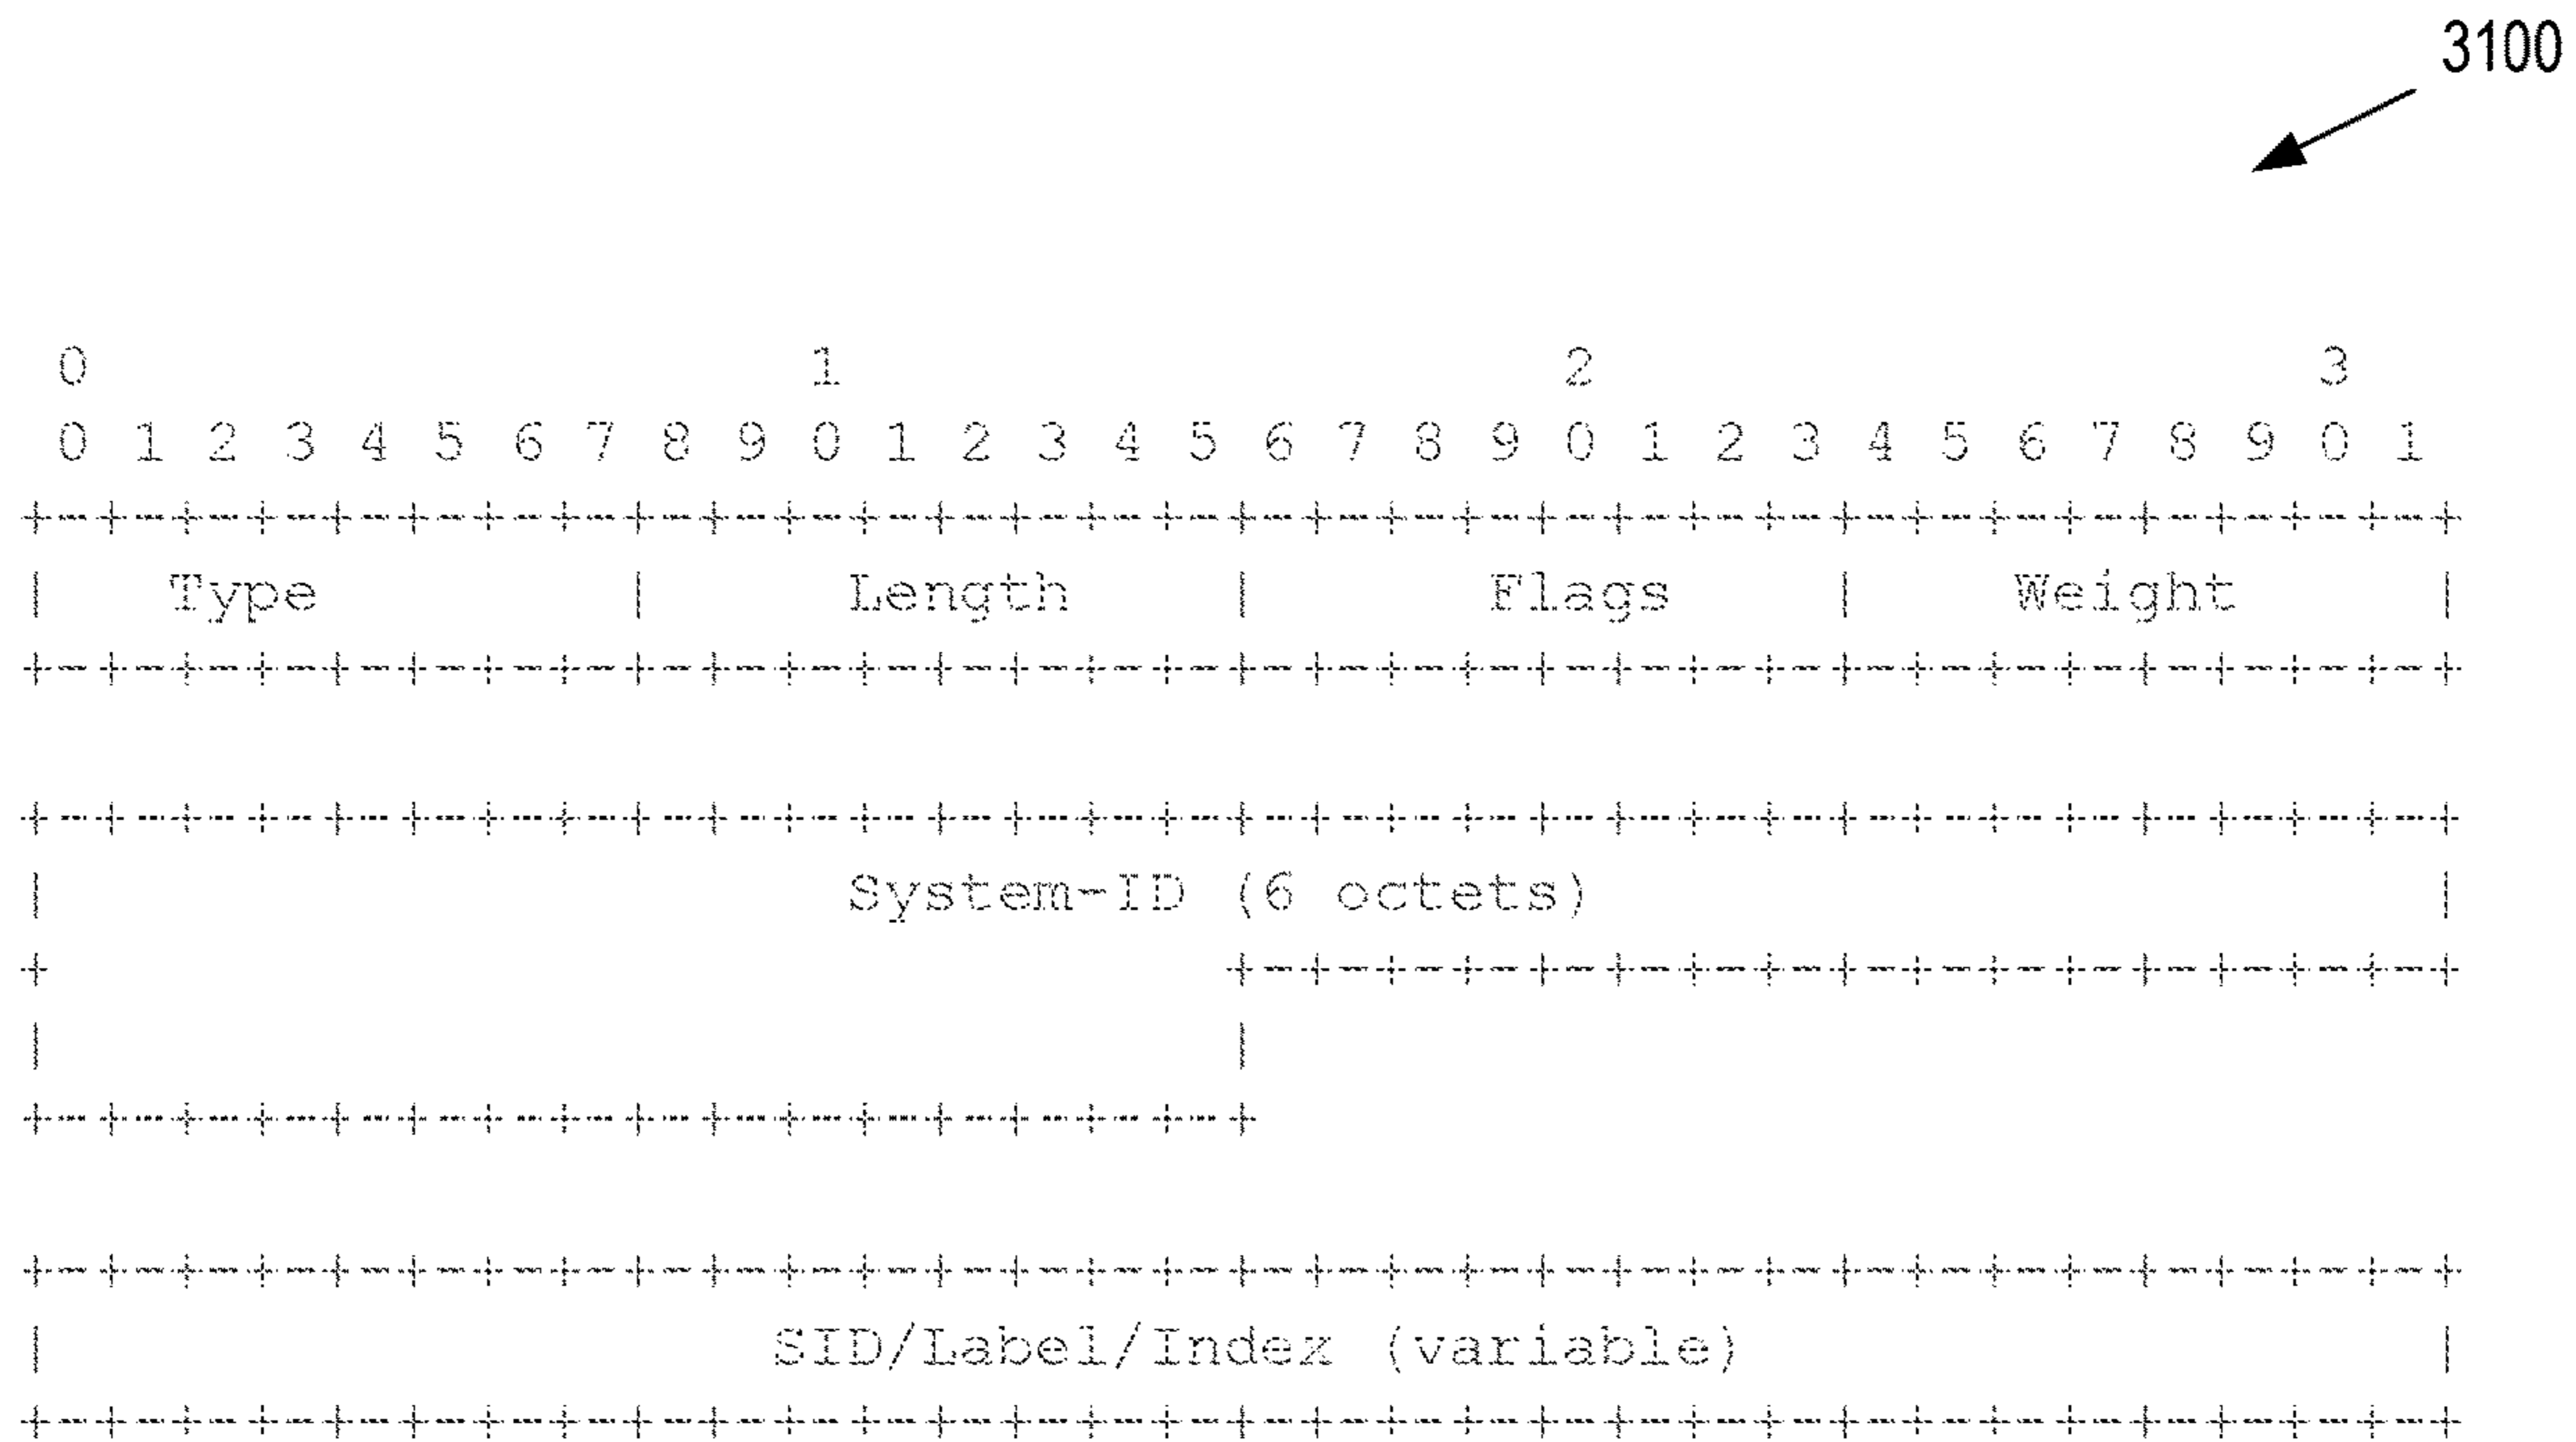 3100
0 1 2 3
0 1 2 3 4 5 6 7 8 9 0 1 2 3 4 5 6 7 8 9 0 1 2 3 4 5 6 7 8 9 0 1
+-+-+-+-+-+-+-+-+-+-+-+-+-+-+-+-+-+-+-+-+-+-+-+-+-+-+-+-+-+-+-+-+
| Type | Length | Flags | Weight |
+-+-+-+-+-+-+-+-+-+-+-+-+-+-+-+-+-+-+-+-+-+-+-+-+-+-+-+-+-+-+-+-+
+-+-+-+-+-+-+-+-+-+-+-+-+-+-+-+-+-+-+-+-+-+-+-+-+-+-+-+-+-+-+-+-+
| System-ID (6 octets) |
+ +-+-+-+-+-+-+-+-+-+-+-+-+-+-+-+-+
| |
+-+-+-+-+-+-+-+-+-+-+-+-+-+-+-+-+
+-+-+-+-+-+-+-+-+-+-+-+-+-+-+-+-+-+-+-+-+-+-+-+-+-+-+-+-+-+-+-+-+
| SID/Label/Index (variable) |
+-+-+-+-+-+-+-+-+-+-+-+-+-+-+-+-+-+-+-+-+-+-+-+-+-+-+-+-+-+-+-+-+